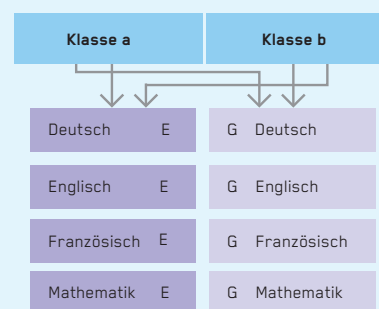 Klasse a Klasse b
Deutsch E G Deutsch
Englisch E G Englisch
Französisch E G Französisch
Mathematik E G Mathematik